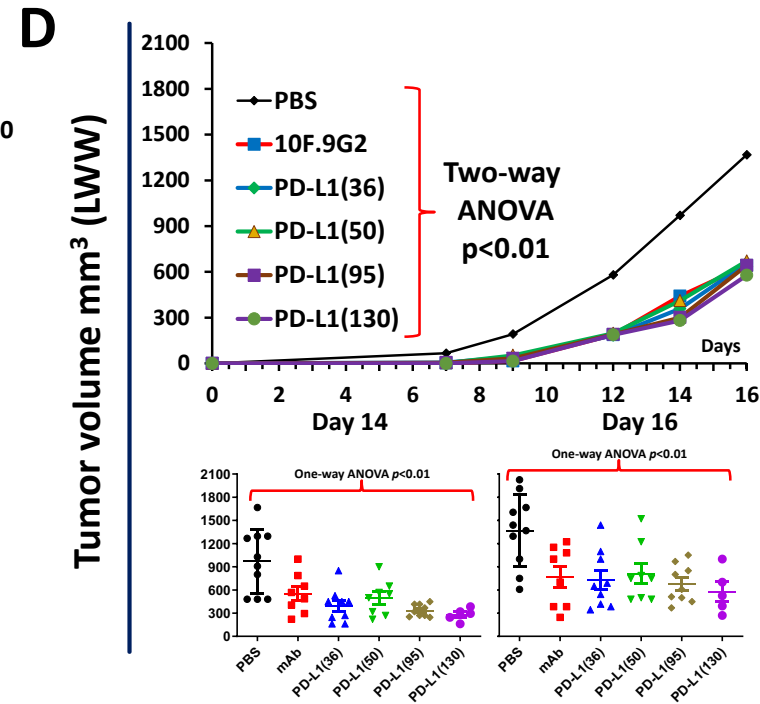 D
0
Tumor volume mm³ (LWW)
2100
1800
1500
1200
900
600
300
0
PBS
10F.9G2
PD-L1(36)
PD-L1(50)
PD-L1(95)
PD-L1(130)
Two-way
ANOVA
p<0.01
Days
0 2 4 6 8 10 12 14 16
Day 14
Day 16
One-way ANOVA p<0.01
2100
1800
1500
1200
900
600
300
0
PBS
mAb
PD-L1(36)
PD-L1(50)
PD-L1(95)
PD-L1(130)
One-way ANOVA p<0.01
PBS
mAb
PD-L1(36)
PD-L1(50)
PD-L1(95)
PD-L1(130)